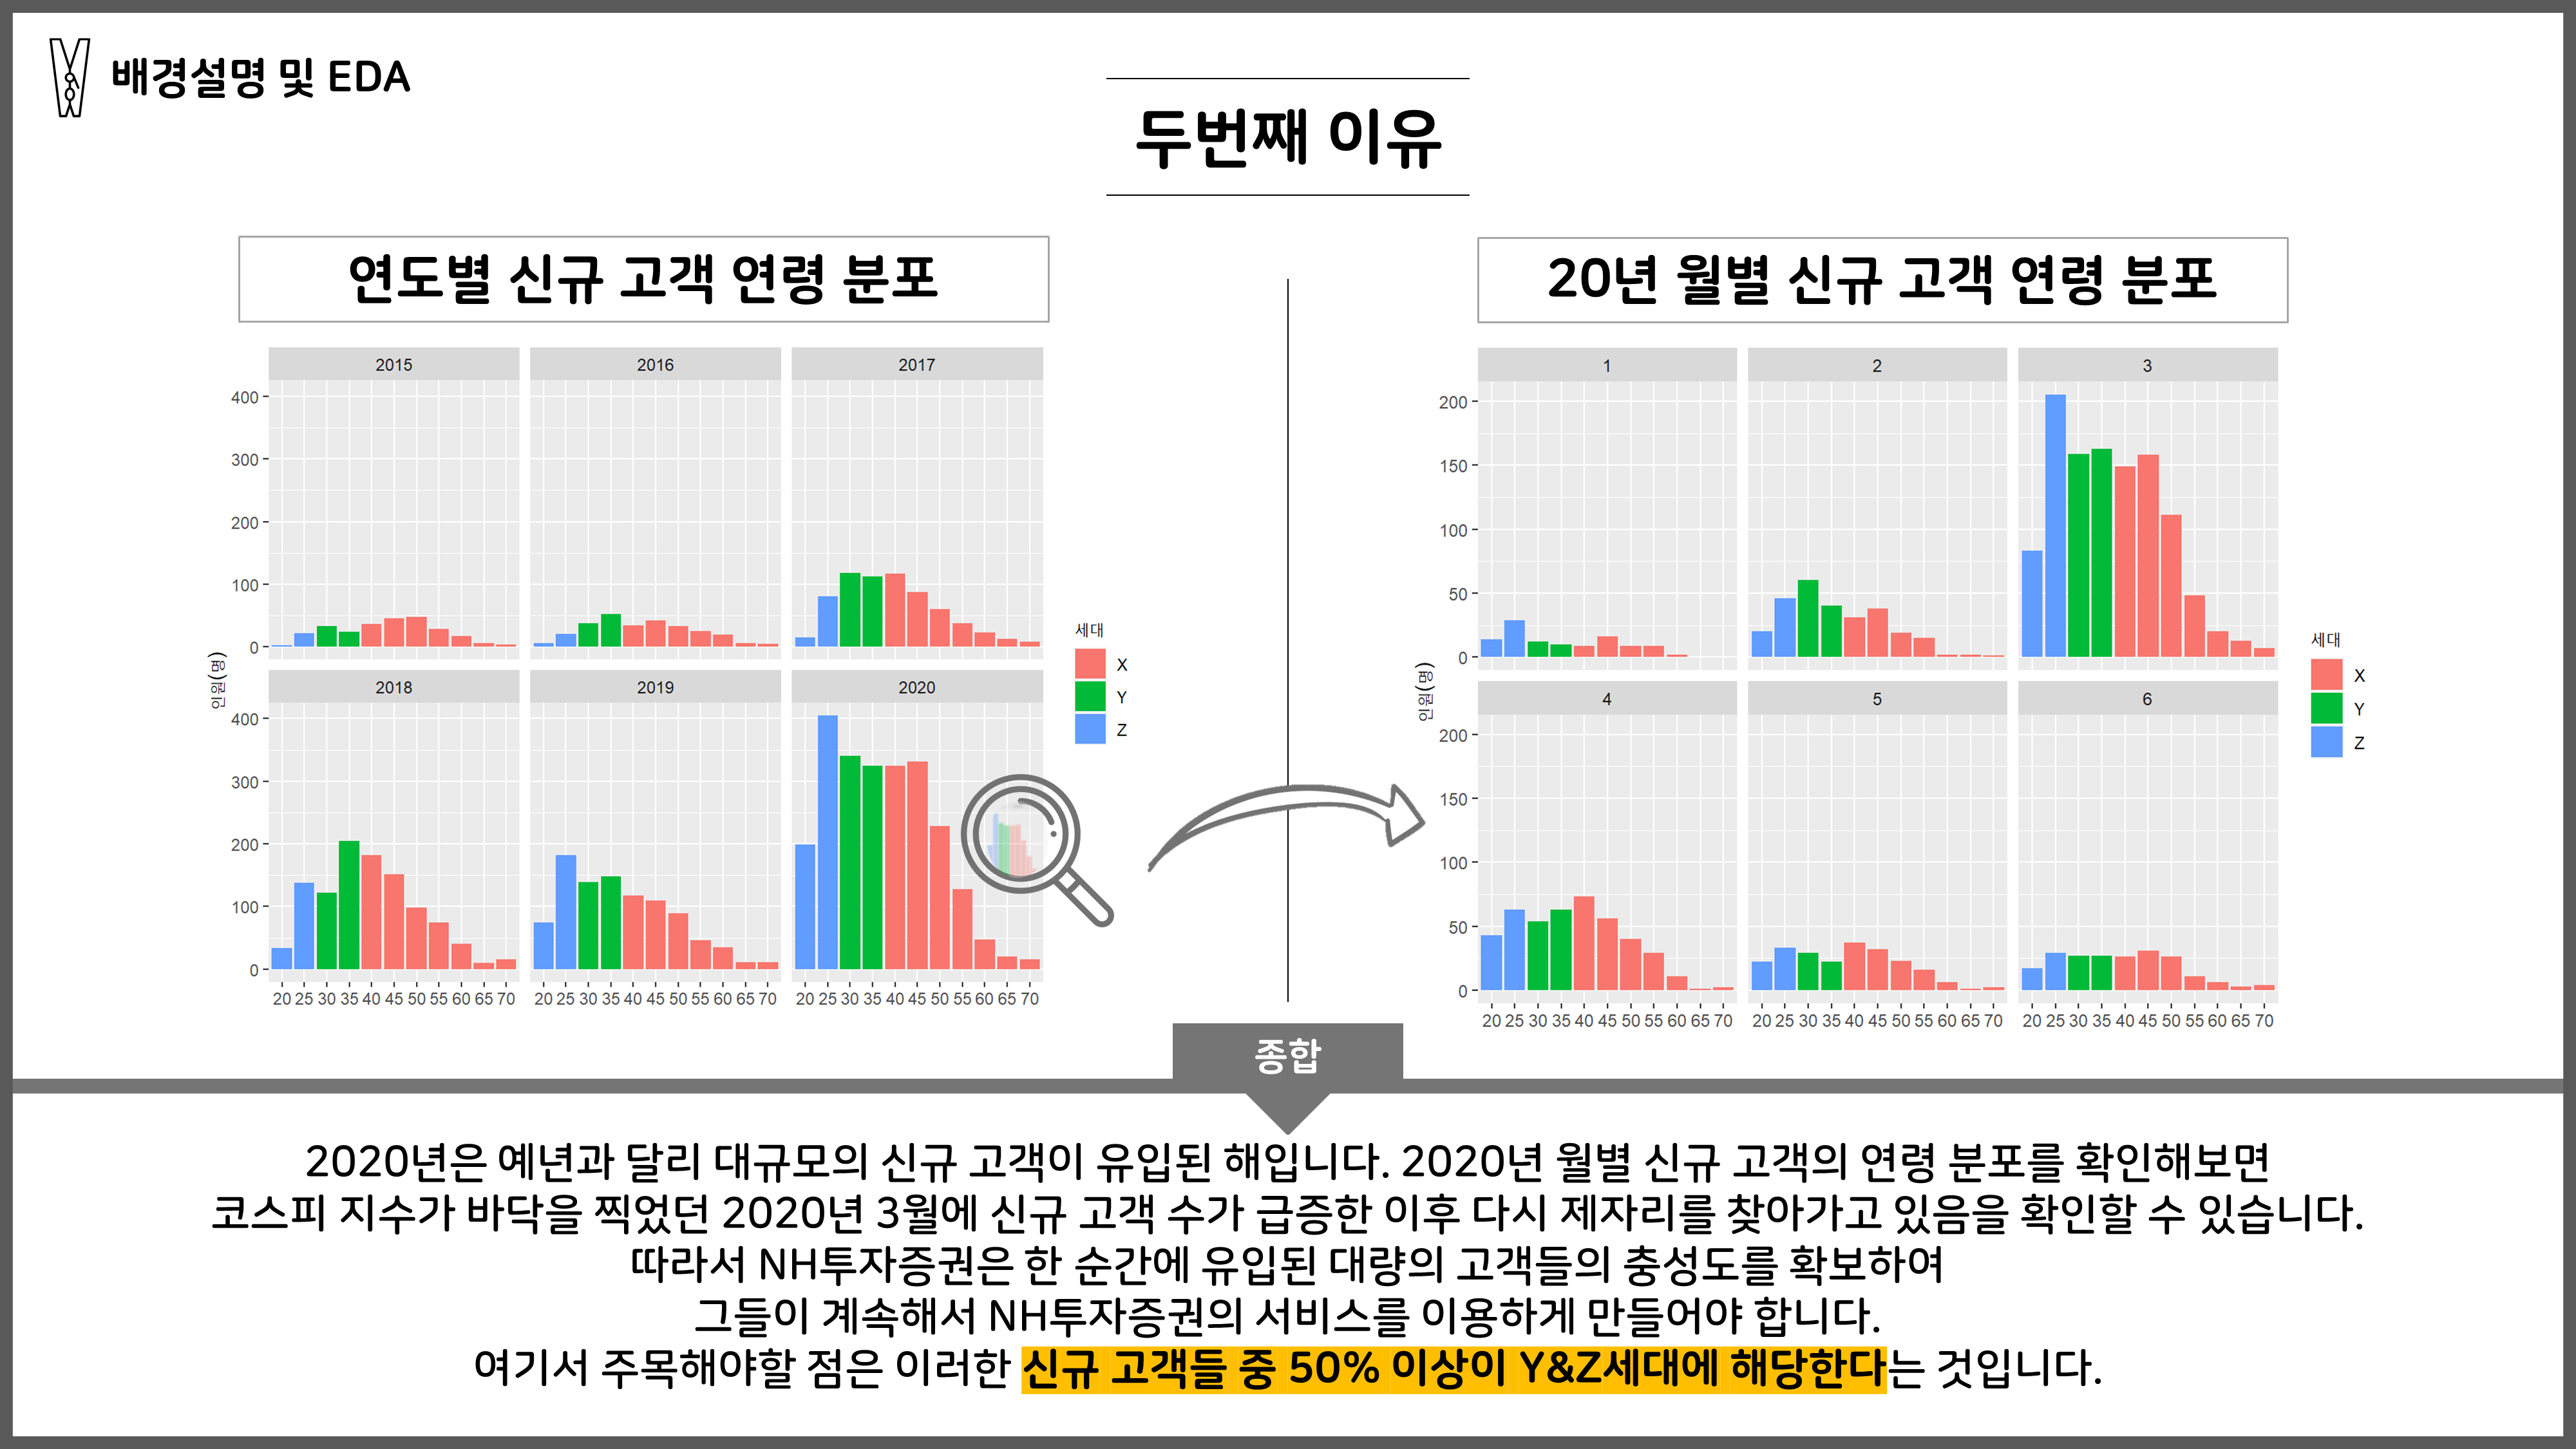 배경설명 및 EDA
두번째 이유
연도별 신규 고객 연령 분포
2015 2016 2017
400
300
200
100
0
인원(명)
2018 2019 2020
400
300
200
100
0
20 25 30 35 40 45 50 55 60 65 70 20 25 30 35 40 45 50 55 60 65 70 20 25 30 35 40 45 50 55 60 65 70
세대
X
Y
Z
20년 월별 신규 고객 연령 분포
1 2 3
200
150
100
50
0
인원(명)
4 5 6
200
150
100
50
0
20 25 30 35 40 45 50 55 60 65 70 20 25 30 35 40 45 50 55 60 65 70 20 25 30 35 40 45 50 55 60 65 70
세대
X
Y
Z
종합
2020년은 예년과 달리 대규모의 신규 고객이 유입된 해입니다. 2020년 월별 신규 고객의 연령 분포를 확인해보면
코스피 지수가 바닥을 찍었던 2020년 3월에 신규 고객 수가 급증한 이후 다시 제자리를 찾아가고 있음을 확인할 수 있습니다.
따라서 NH투자증권은 한 순간에 유입된 대량의 고객들의 충성도를 확보하여
그들이 계속해서 NH투자증권의 서비스를 이용하게 만들어야 합니다.
여기서 주목해야할 점은 이러한 신규 고객들 중 50% 이상이 Y&Z세대에 해당한다는 것입니다.